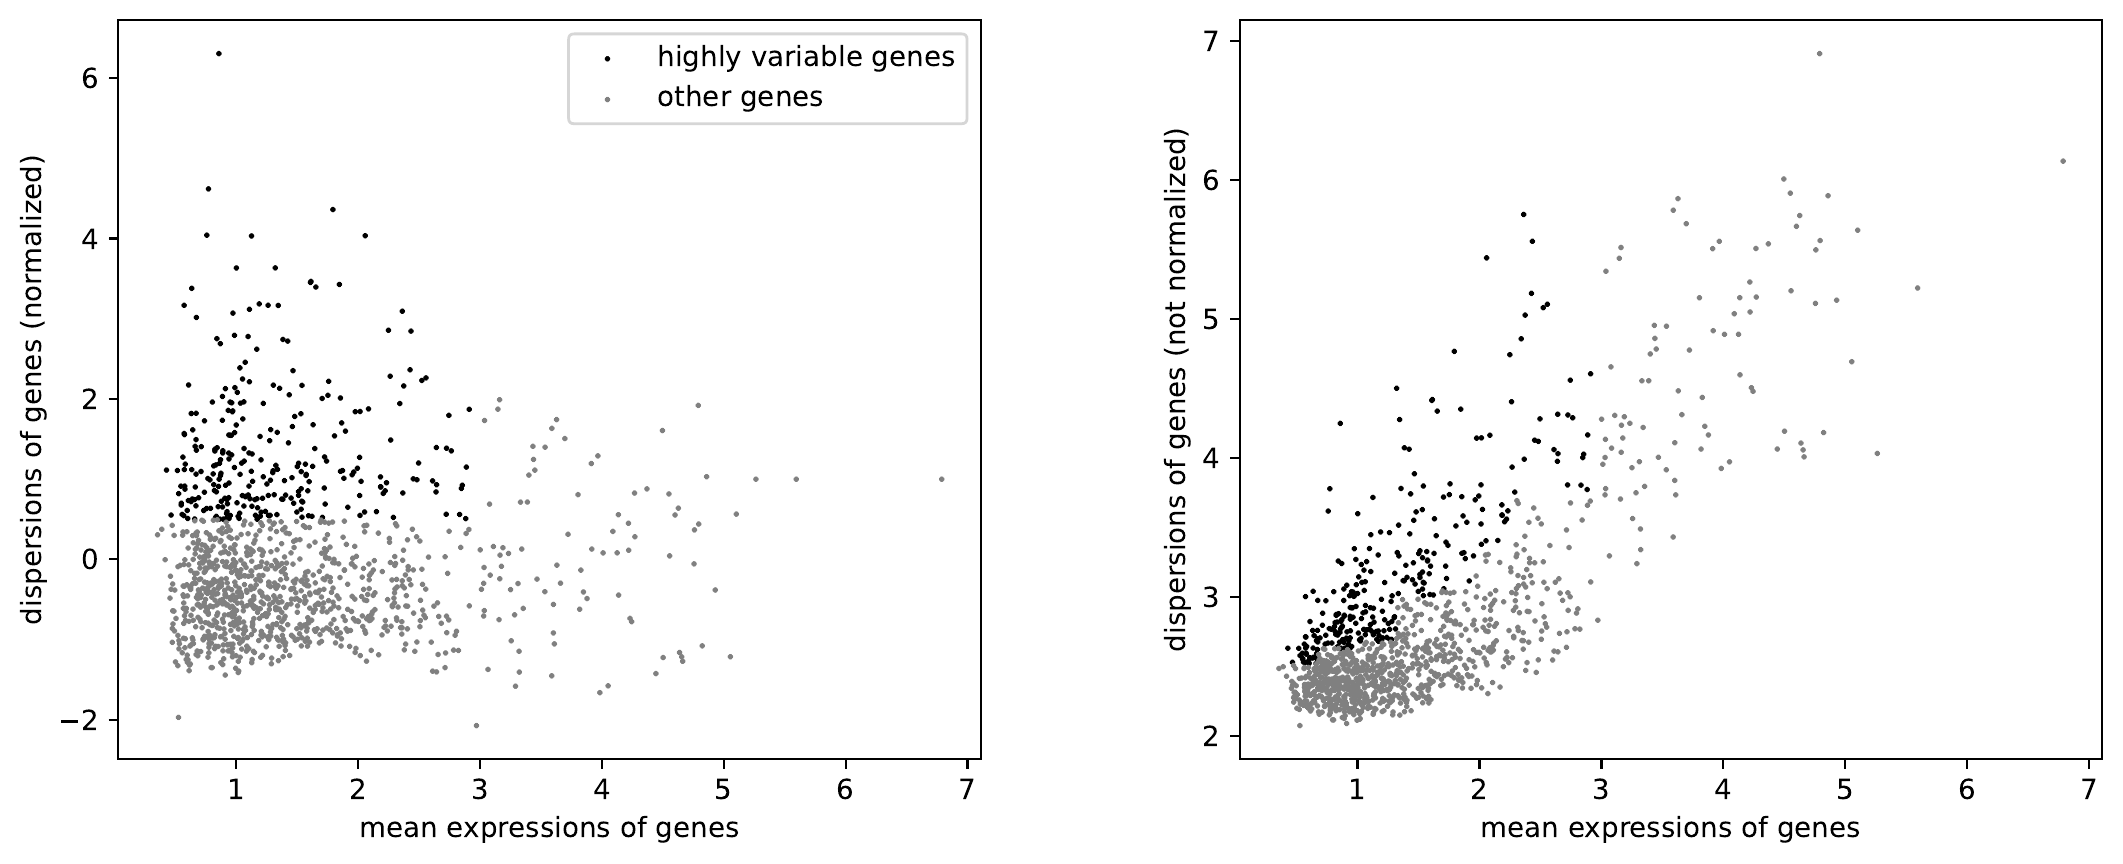 6
4
2
0
−2
dispersions of genes (normalized)
highly variable genes
other genes
1 2 3 4 5 6 7
mean expressions of genes
7
6
5
4
3
2
dspersions of genes (not normalized)
1 2 3 4 5 6 7
mean expressions of genes